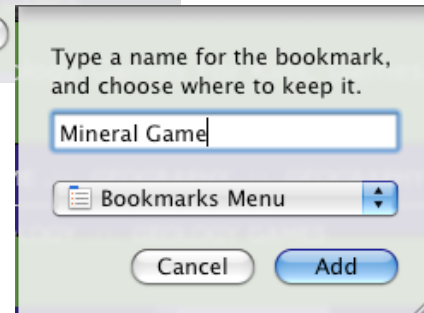 Type a name for the bookmark,
and choose where to keep it.
Mineral Game
Bookmarks Menu
Cancel
Add